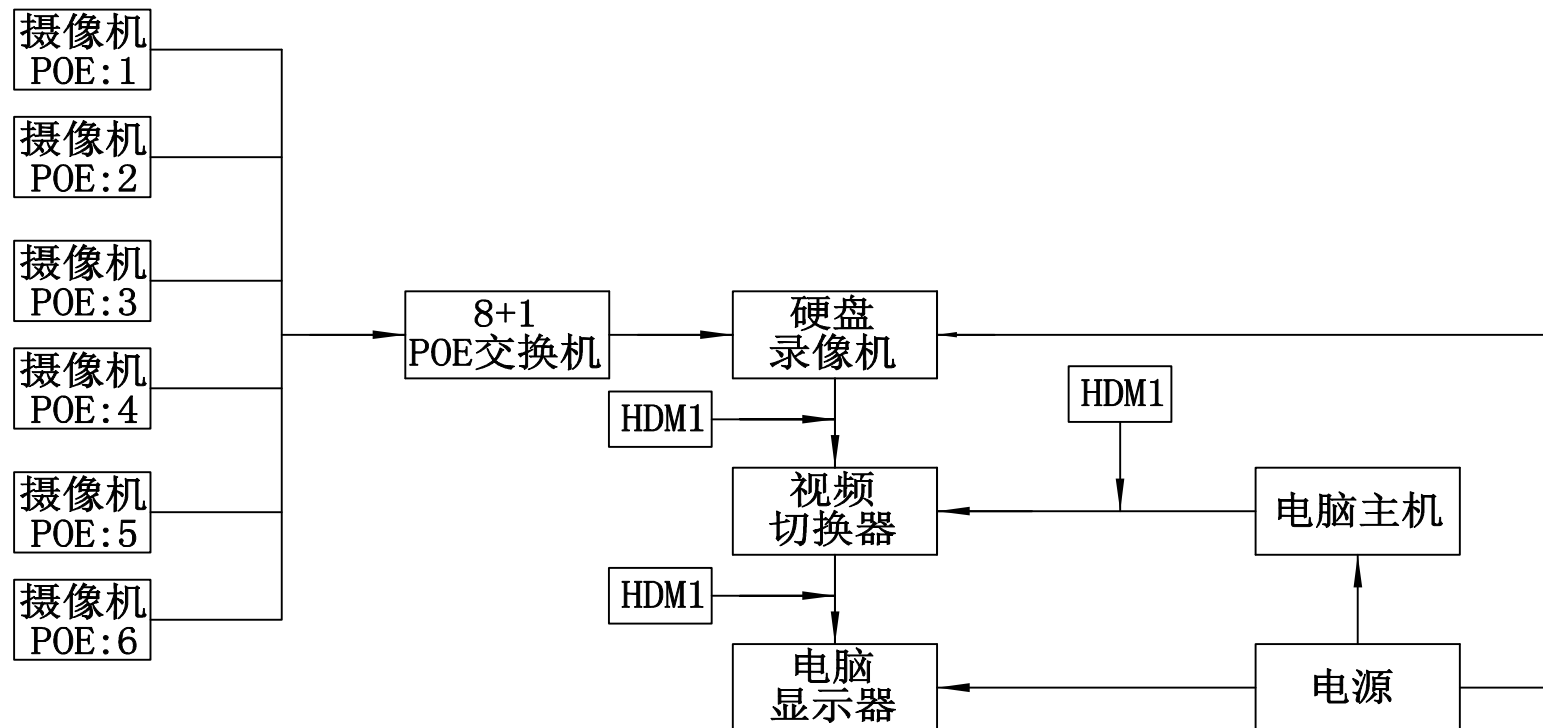 摄像机
POE:1
摄像机
POE:2
摄像机
POE:3
摄像机
POE:4
摄像机
POE:5
摄像机
POE:6
8+1
POE交换机
硬盘
录像机
HDM1
HDM1
视频
切换器
电脑主机
HDM1
电脑
显示器
电源